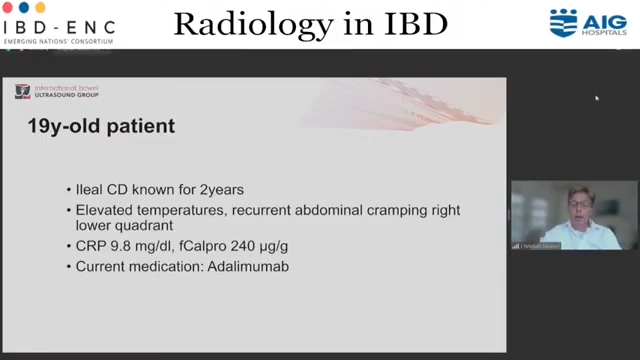 IBD-ENC
EMERGING NATIONS' CONSORTIUM
Radiology in IBD
AIG
HOSPITALS
international bowel
ULTRASOUND GROUP
19y-old patient
• Ileal CD known for 2years
• Elevated temperatures, recurrent abdominal cramping right
lower quadrant
• CRP 9.8 mg/dl, fCalpro 240 µg/g
• Current medication: Adalimumab